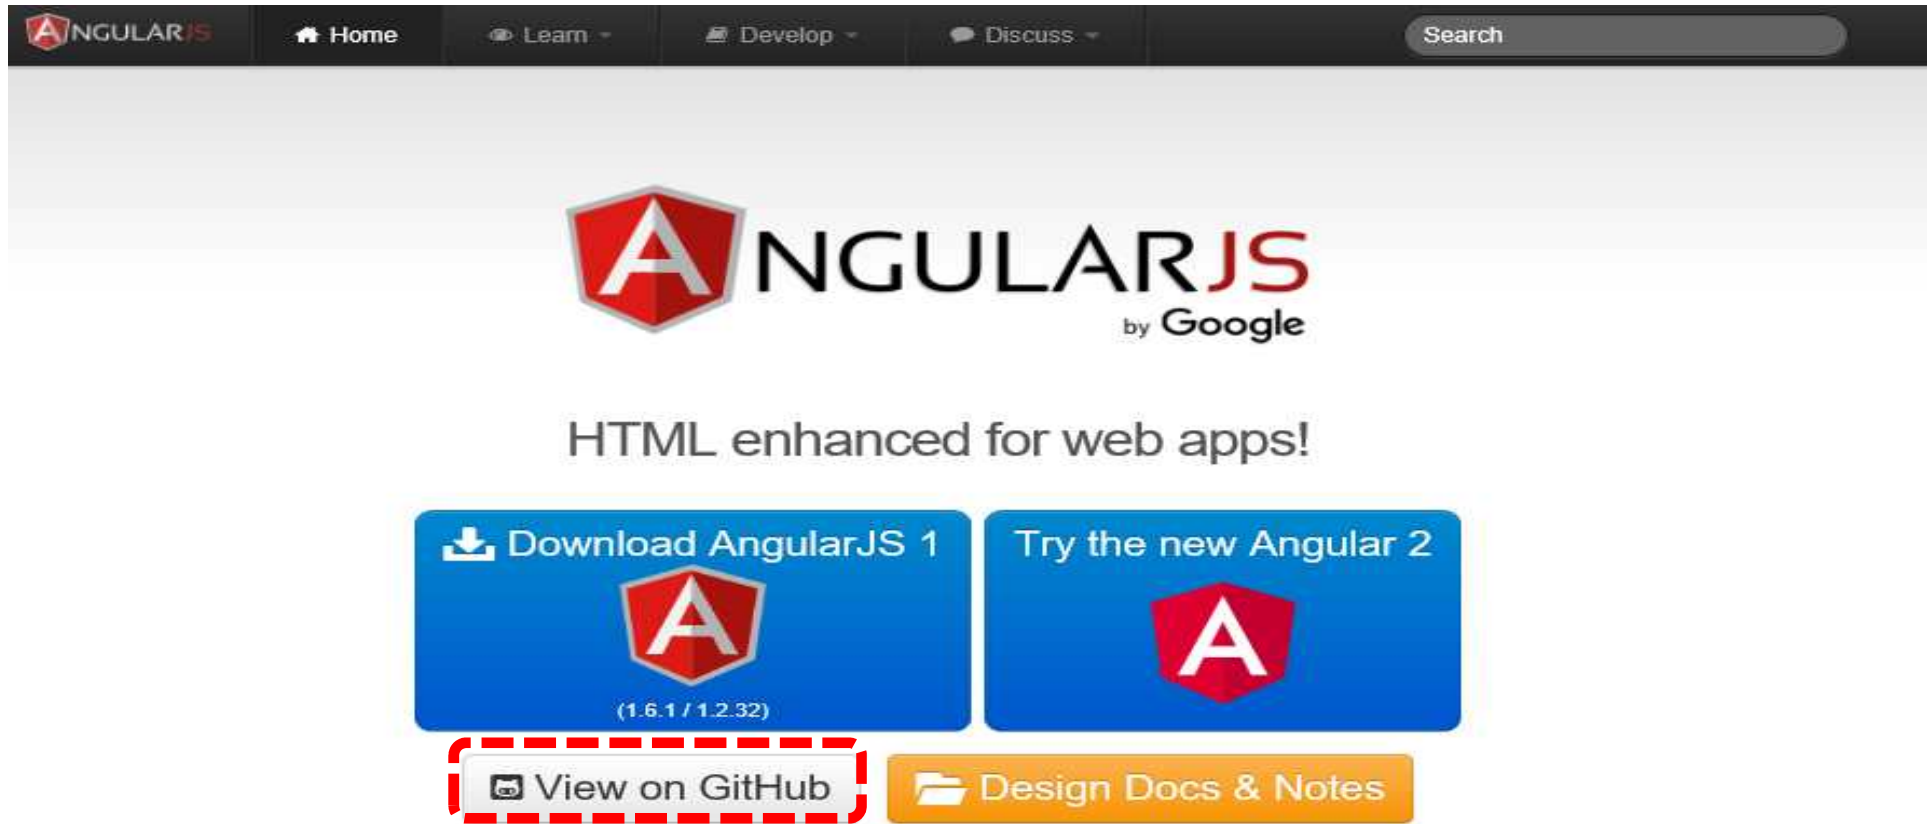 ANGULARJS Home Learn Develop Discuss Search
ANGULARJS
by Google
HTML enhanced for web apps!
Download AngularJS 1 Try the new Angular 2
(1.6.1 / 1.2.32)
View on GitHub Design Docs & Notes